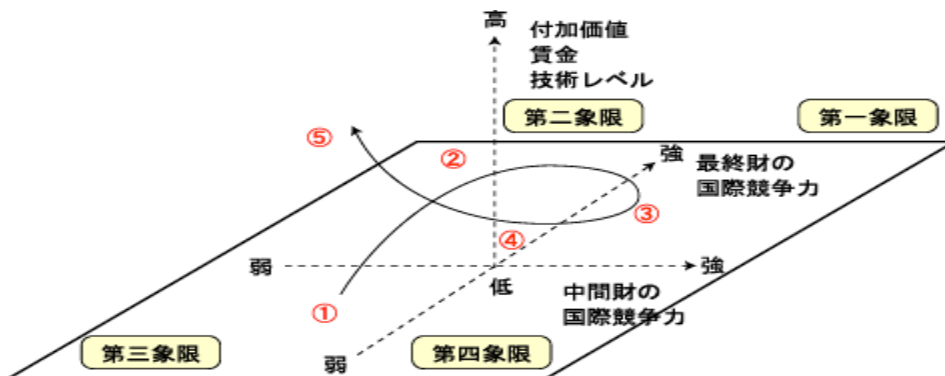 高
付加価値
賃金
技術レベル
第二象限
第一象限
⑤
②
強
最終財の
国際競争力
③
④
弱
強
低
中間財の
国際競争力
①
第三象限
弱
第四象限